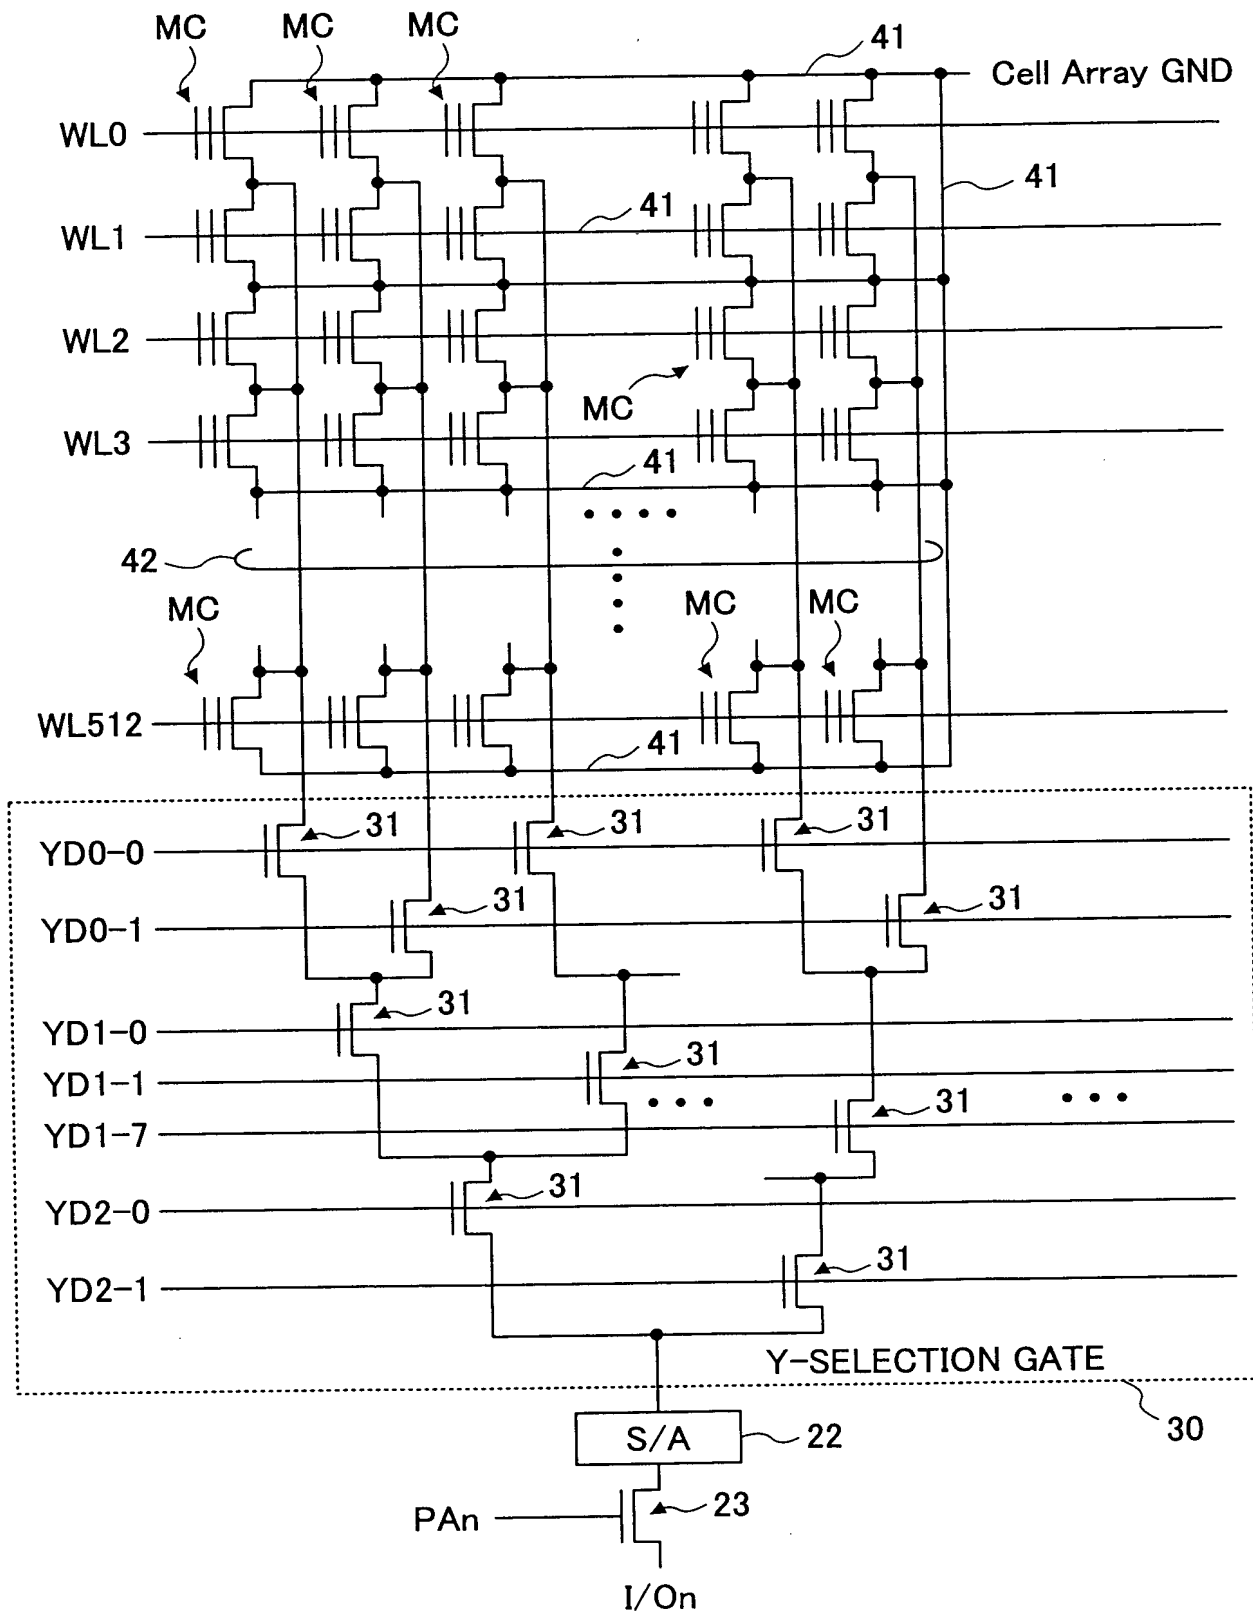 MC MC MC 41
Cell Array GND
WL0
41
WL1 41
WL2
MC
WL3
41
42
MC MC MC
WL512
41
YD0-0 31 31 31
YD0-1 31 31
YD1-0 31
YD1-1 31
YD1-7 31
YD2-0 31
YD2-1 31
Y-SELECTION GATE
30
S/A 22
PAn 23
I/On